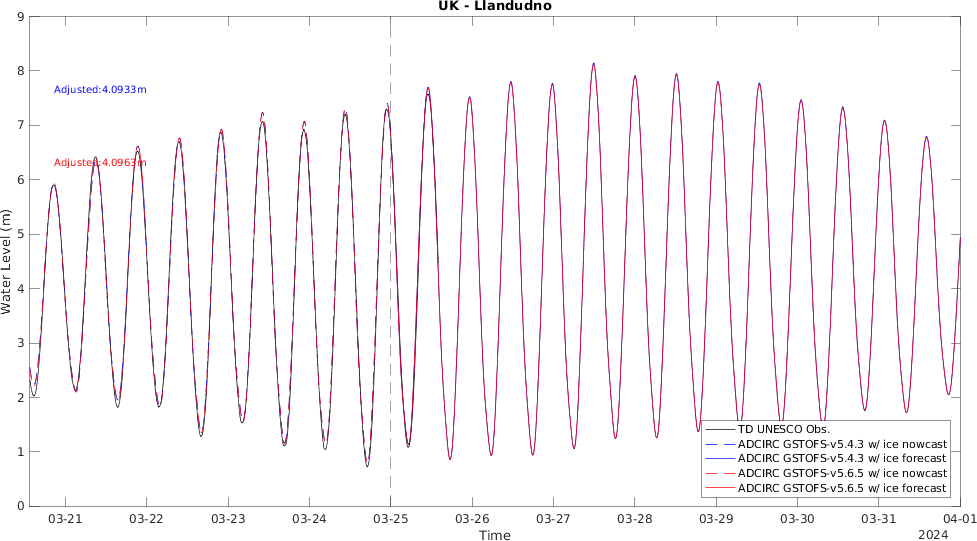 UK - Llandudno
9
8
7
6
5
4
3
2
1
0
Water Level (m)
Adjusted:4.0933m
Adjusted:4.0963m
TD UNESCO Obs.
ADCIRC GSTOFS-v5.4.3 w/ ice nowcast
ADCIRC GSTOFS-v5.4.3 w/ ice forecast
ADCIRC GSTOFS-v5.6.5 w/ ice nowcast
ADCIRC GSTOFS-v5.6.5 w/ ice forecast
03-21 03-22 03-23 03-24 03-25 03-26 03-27 03-28 03-29 03-30 03-31 04-01
Time
2024